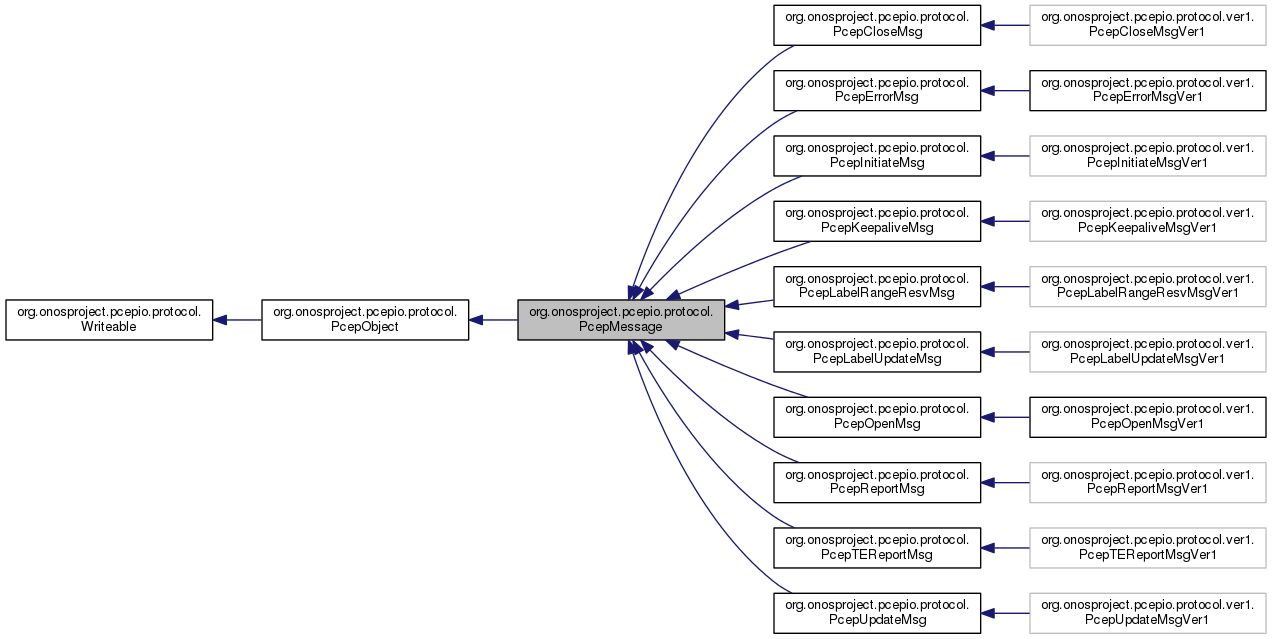 org.onosproject.pcepio.protocol.
Writeable
org.onosproject.pcepio.protocol.
PcepObject
org.onosproject.pcepio.protocol.
PcepMessage
org.onosproject.pcepio.protocol.
PcepCloseMsg
org.onosproject.pcepio.protocol.ver1.
PcepCloseMsgVer1
org.onosproject.pcepio.protocol.
PcepErrorMsg
org.onosproject.pcepio.protocol.ver1.
PcepErrorMsgVer1
org.onosproject.pcepio.protocol.
PcepInitiateMsg
org.onosproject.pcepio.protocol.ver1.
PcepInitiateMsgVer1
org.onosproject.pcepio.protocol.
PcepKeepaliveMsg
org.onosproject.pcepio.protocol.ver1.
PcepKeepaliveMsgVer1
org.onosproject.pcepio.protocol.
PcepLabelRangeResvMsg
org.onosproject.pcepio.protocol.ver1.
PcepLabelRangeResvMsgVer1
org.onosproject.pcepio.protocol.
PcepLabelUpdateMsg
org.onosproject.pcepio.protocol.ver1.
PcepLabelUpdateMsgVer1
org.onosproject.pcepio.protocol.
PcepOpenMsg
org.onosproject.pcepio.protocol.ver1.
PcepOpenMsgVer1
org.onosproject.pcepio.protocol.
PcepReportMsg
org.onosproject.pcepio.protocol.ver1.
PcepReportMsgVer1
org.onosproject.pcepio.protocol.
PcepTEReportMsg
org.onosproject.pcepio.protocol.ver1.
PcepTEReportMsgVer1
org.onosproject.pcepio.protocol.
PcepUpdateMsg
org.onosproject.pcepio.protocol.ver1.
PcepUpdateMsgVer1